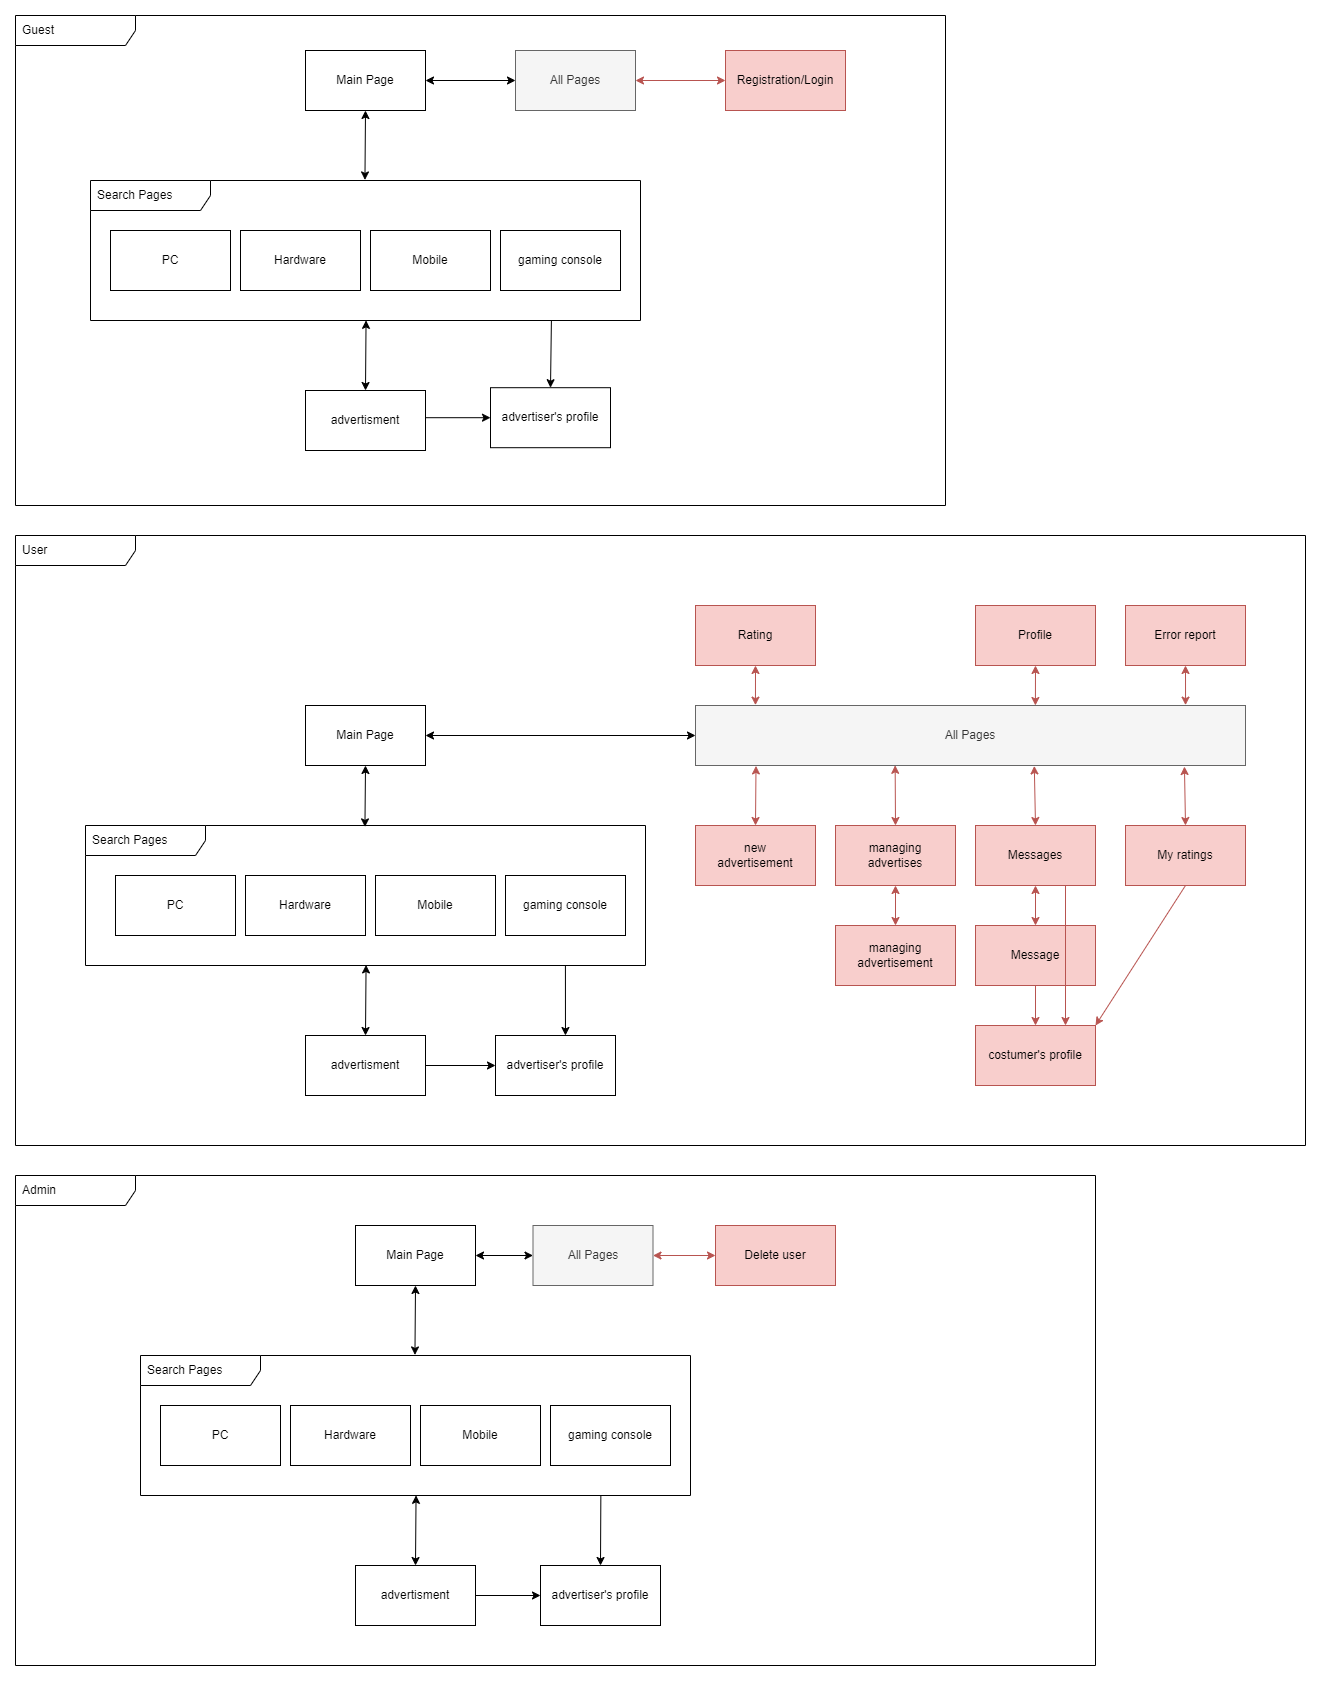 Guest
Main Page
All Pages
Registration/Login
Search Pages
PC
Hardware
Mobile
gaming console
advertisment
advertiser's profile
User
Rating
Profile
Error report
Main Page
All Pages
Search Pages
PC
Hardware
Mobile
gaming console
new
advertisement
managing
advertises
Messages
My ratings
managing
advertisement
Message
advertisment
advertiser's profile
costumer's profile
Admin
Main Page
All Pages
Delete user
Search Pages
PC
Hardware
Mobile
gaming console
advertisment
advertiser's profile